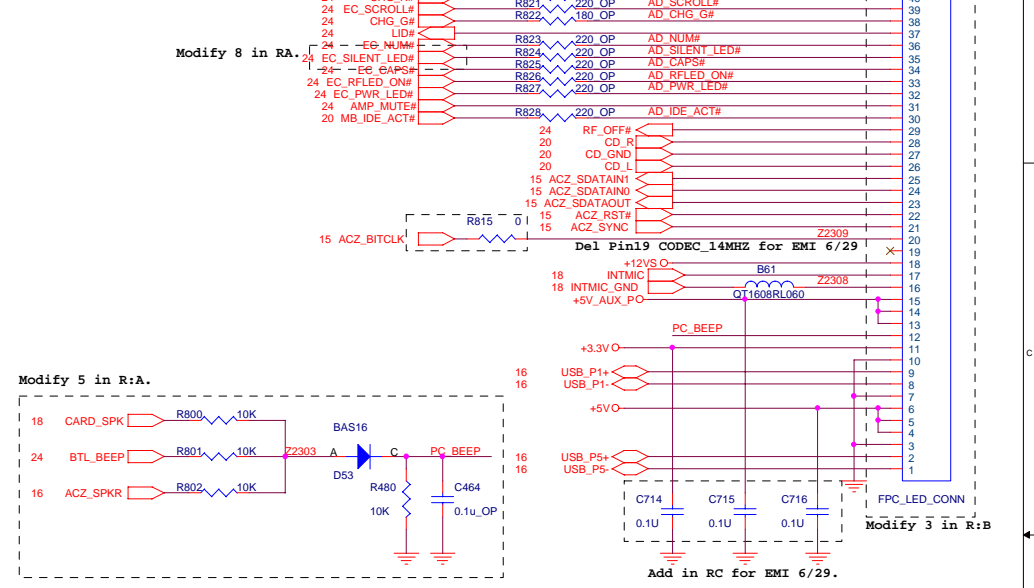 R821 220_OP AD_SCROLL#
24 EC_SCROLL# 39
24 CHG_G# R822 180_OP AD_CHG_G# 38
24 LID# 37
24 EC_NUM# R823 220_OP AD_NUM# 36
Modify 8 in RA.
24 EC_SILENT_LED# R824 220_OP AD_SILENT_LED# 35
24 EC_CAPS# R825 220_OP AD_CAPS# 34
24 EC_RFLED_ON# R826 220_OP AD_RFLED_ON# 33
24 EC_PWR_LED# R827 220_OP AD_PWR_LED# 32
24 AMP_MUTE# 31
20 MB_IDE_ACT# R828 220_OP AD_IDE_ACT# 30
24 RF_OFF# 29
20 CD_R 28
20 CD_GND 27
20 CD_L 26
15 ACZ_SDATAIN1 25
15 ACZ_SDATAIN0 24
15 ACZ_SDATAOUT 23
15 ACZ_RST# 22
15 ACZ_SYNC 21
R815 0
15 ACZ_BITCLK Z2309 20
Del Pin19 CODEC_14MHZ for EMI 6/29 19
+12VS 18
18 INTMIC B61 17
18 INTMIC_GND Z2308 16
QT1608RL060
+5V_AUX_P 15
14
13
PC_BEEP 12
+3.3V 11
10
16 USB_P1+ 9
16 USB_P1- 8
7
+5V 6
5
4
3
16 USB_P5+ 2
16 USB_P5- 1
FPC_LED_CONN
Modify 3 in R:B
Modify 5 in R:A.
18 CARD_SPK R800 10K
BAS16
24 BTL_BEEP R801 10K Z2303 A C PC_BEEP
D53
16 ACZ_SPKR R802 10K
R480 C464
10K 0.1u_OP
C714 C715 C716
0.1U 0.1U 0.1U
Add in RC for EMI 6/29.
C